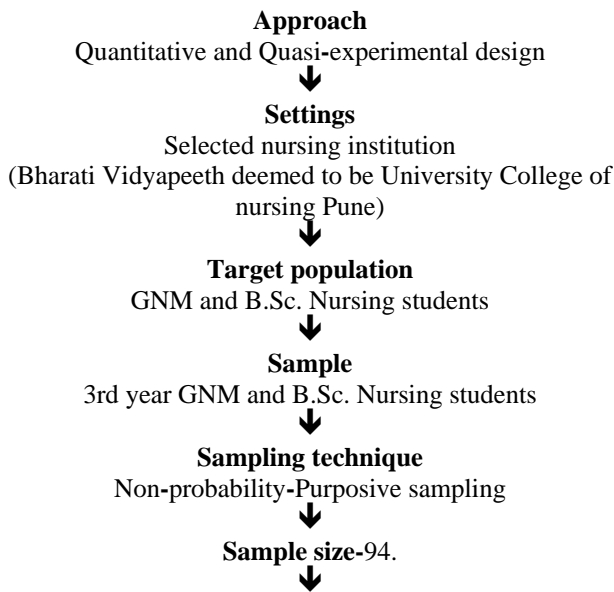 Approach
Quantitative and Quasi-experimental design
Settings
Selected nursing institution
(Bharati Vidyapeeth deemed to be University College of
nursing Pune)
Target population
GNM and B.Sc. Nursing students
Sample
3rd year GNM and B.Sc. Nursing students
Sampling technique
Non-probability-Purposive sampling
Sample size-94.